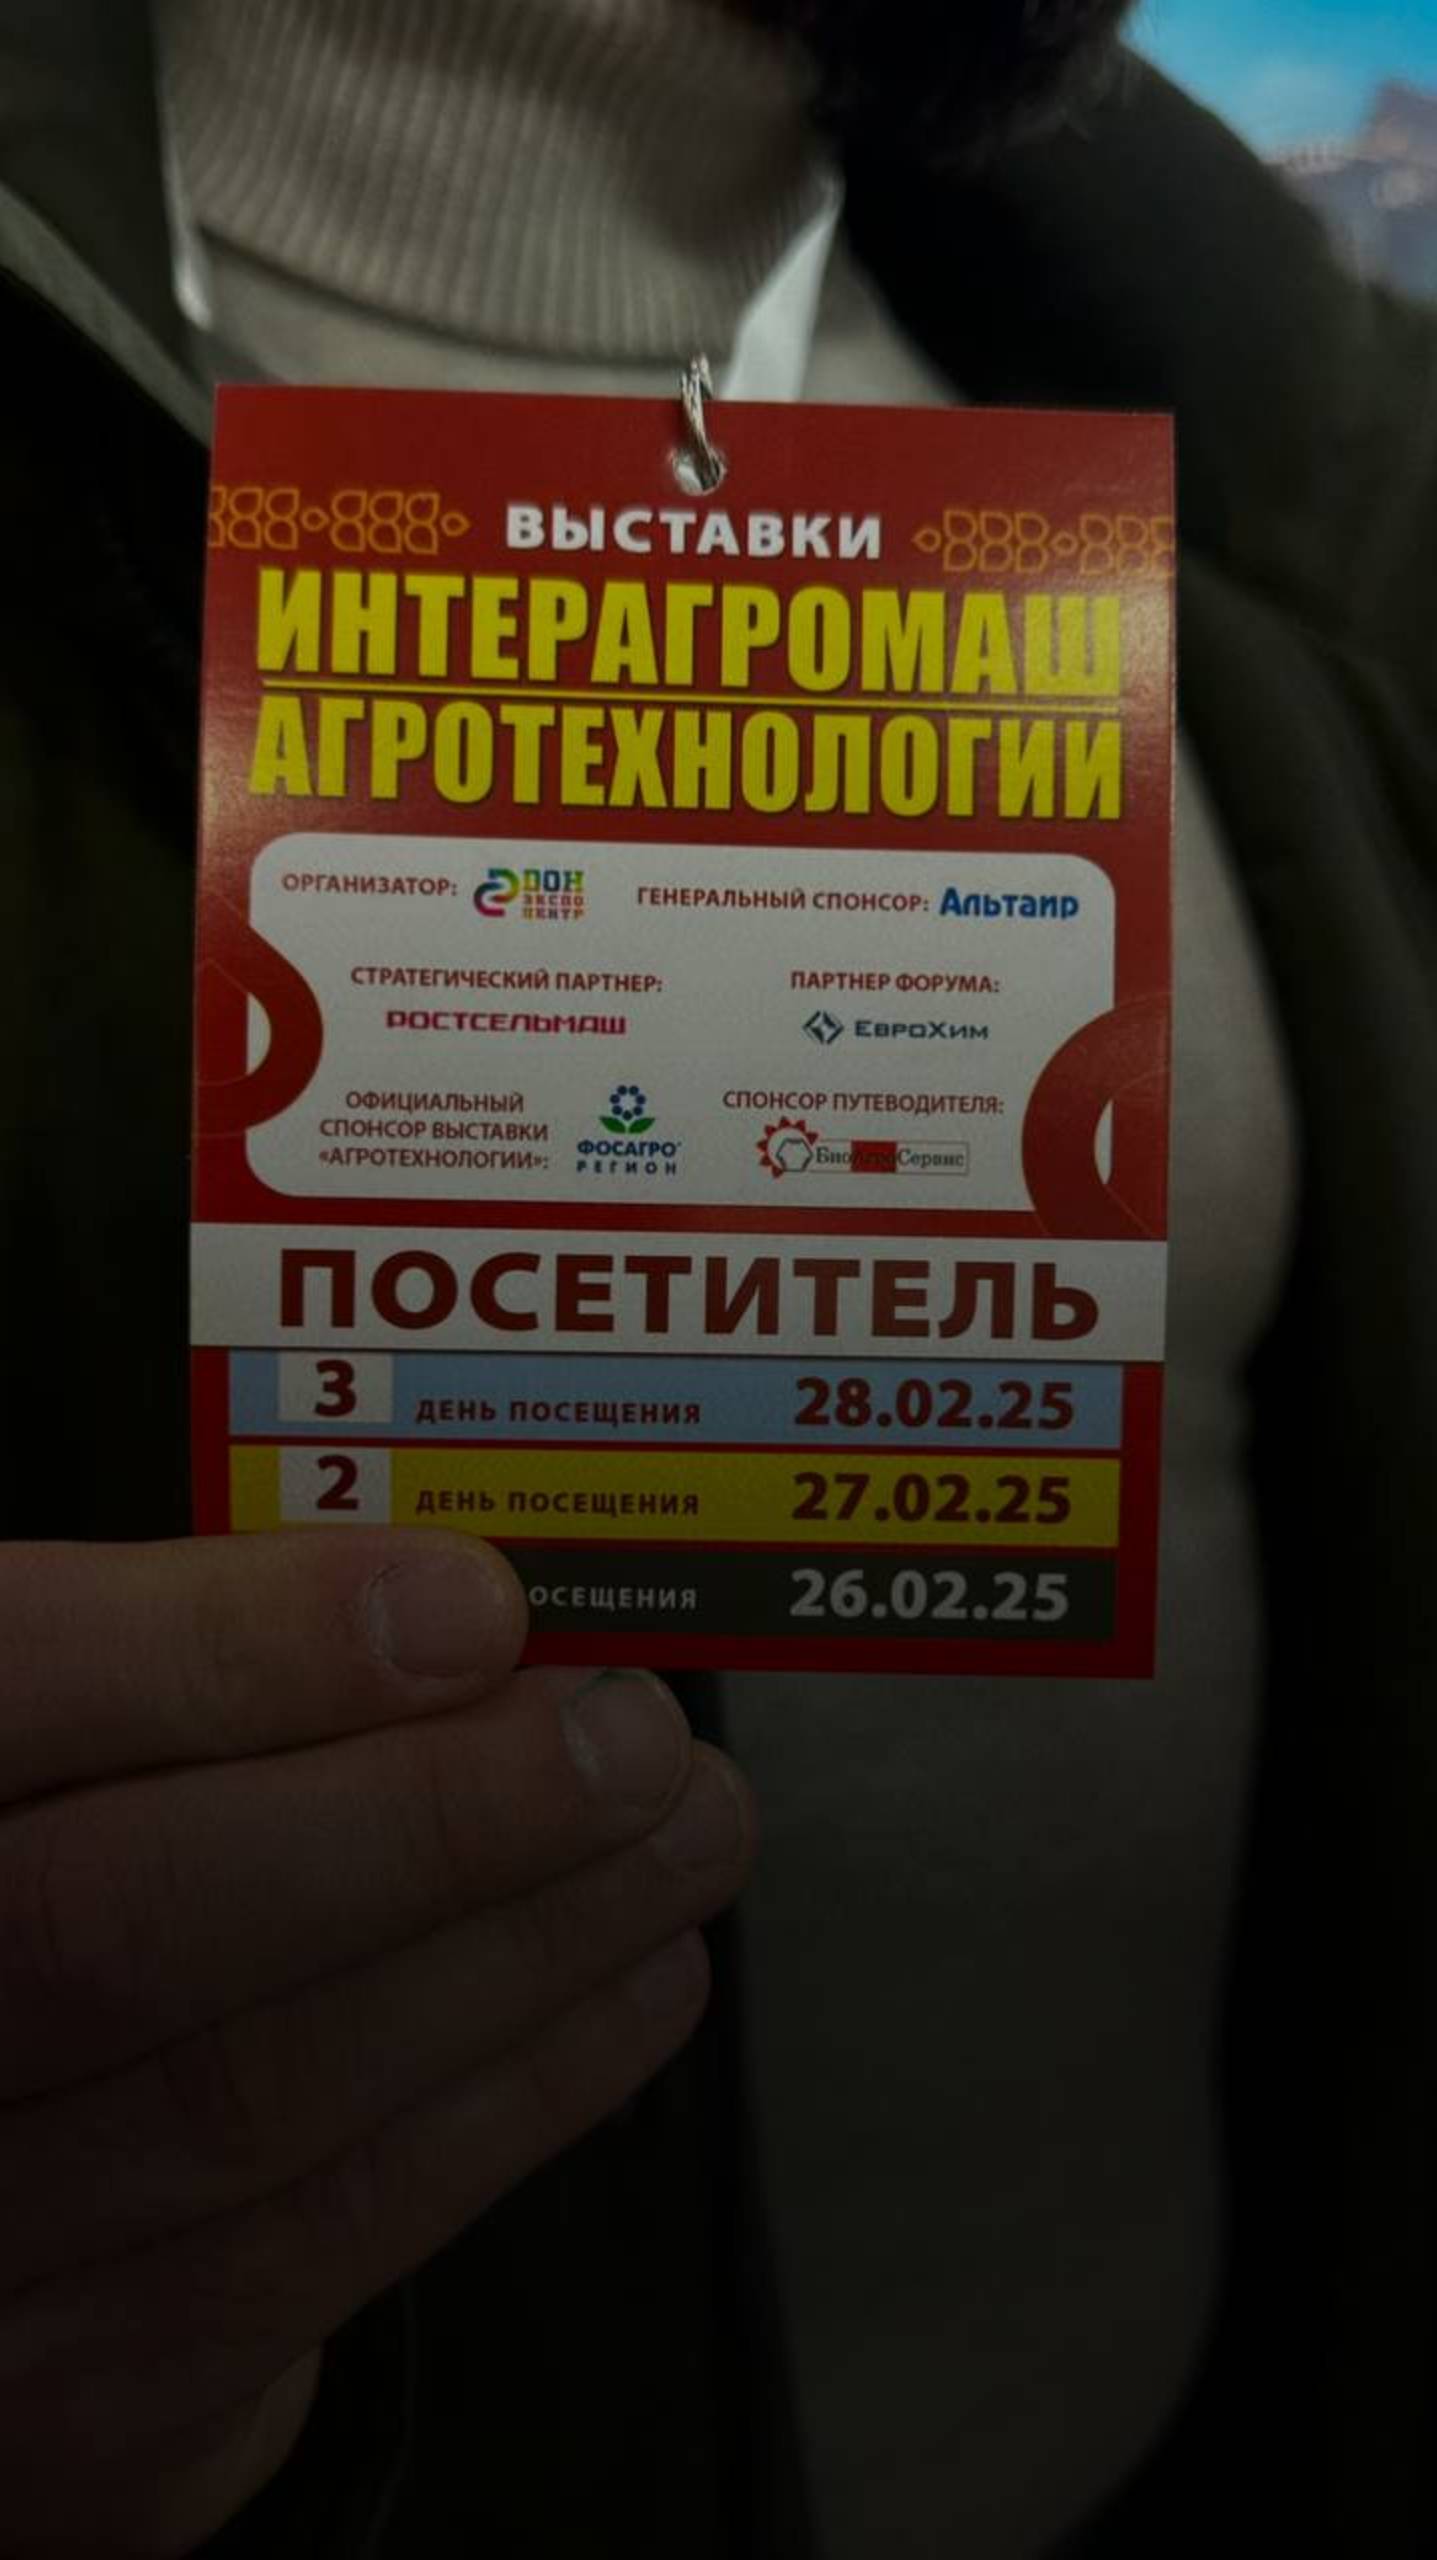 ВЫСТАВКИ
ИНТЕРАГРОМАШ
АГРОТЕХНОЛОГИИ
ОРГАНИЗАТОР: ДОН ЭКСПО ЦЕНТР
ГЕНЕРАЛЬНЫЙ СПОНСОР: Альтаир
СТРАТЕГИЧЕСКИЙ ПАРТНЕР:
РОСТСЕЛЬМАШ
ПАРТНЕР ФОРУМА:
ЕвроХим
ОФИЦИАЛЬНЫЙ
СПОНСОР ВЫСТАВКИ
«АГРОТЕХНОЛОГИИ»:
ФОСАГРО
РЕГИОН
СПОНСОР ПУТЕВОДИТЕЛЯ:
БиоАгроСервис
ПОСЕТИТЕЛЬ
3 ДЕНЬ ПОСЕЩЕНИЯ 28.02.25
2 ДЕНЬ ПОСЕЩЕНИЯ 27.02.25
ОСЕЩЕНИЯ 26.02.25